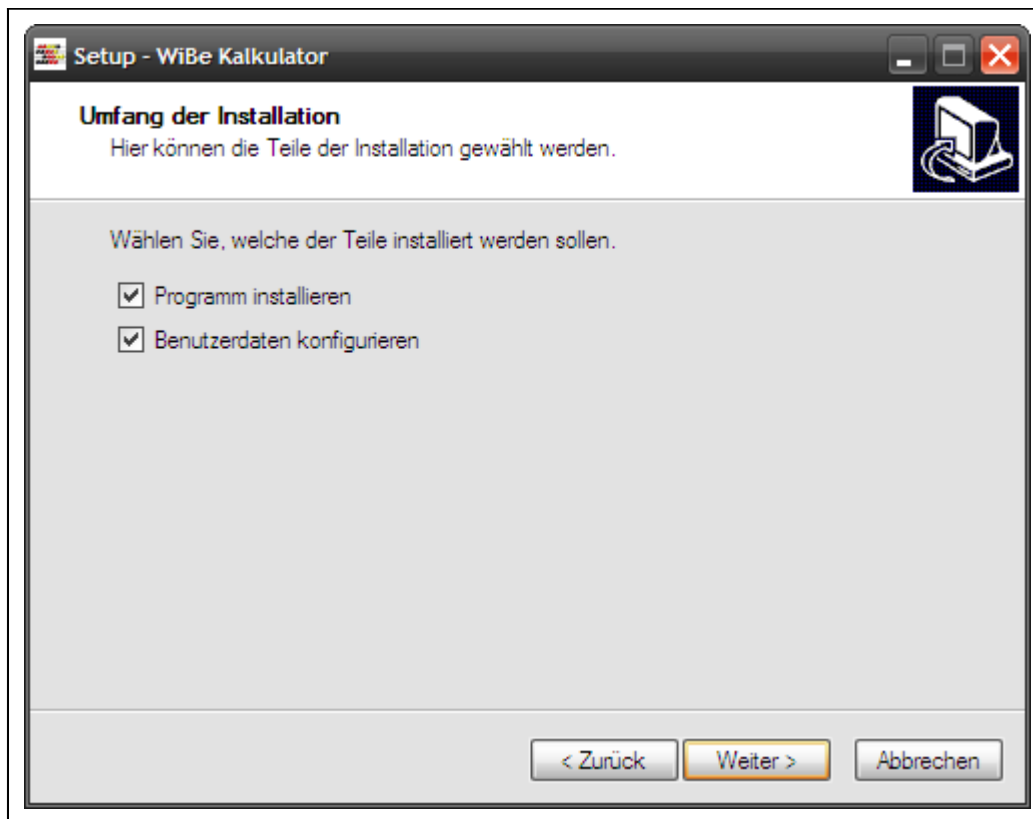 Setup - WiBe Kalkulator
Umfang der Installation
Hier können die Teile der Installation gewählt werden.
Wählen Sie, welche der Teile installiert werden sollen.
Programm installieren
Benutzerdaten konfigurieren
< Zurück Weiter > Abbrechen